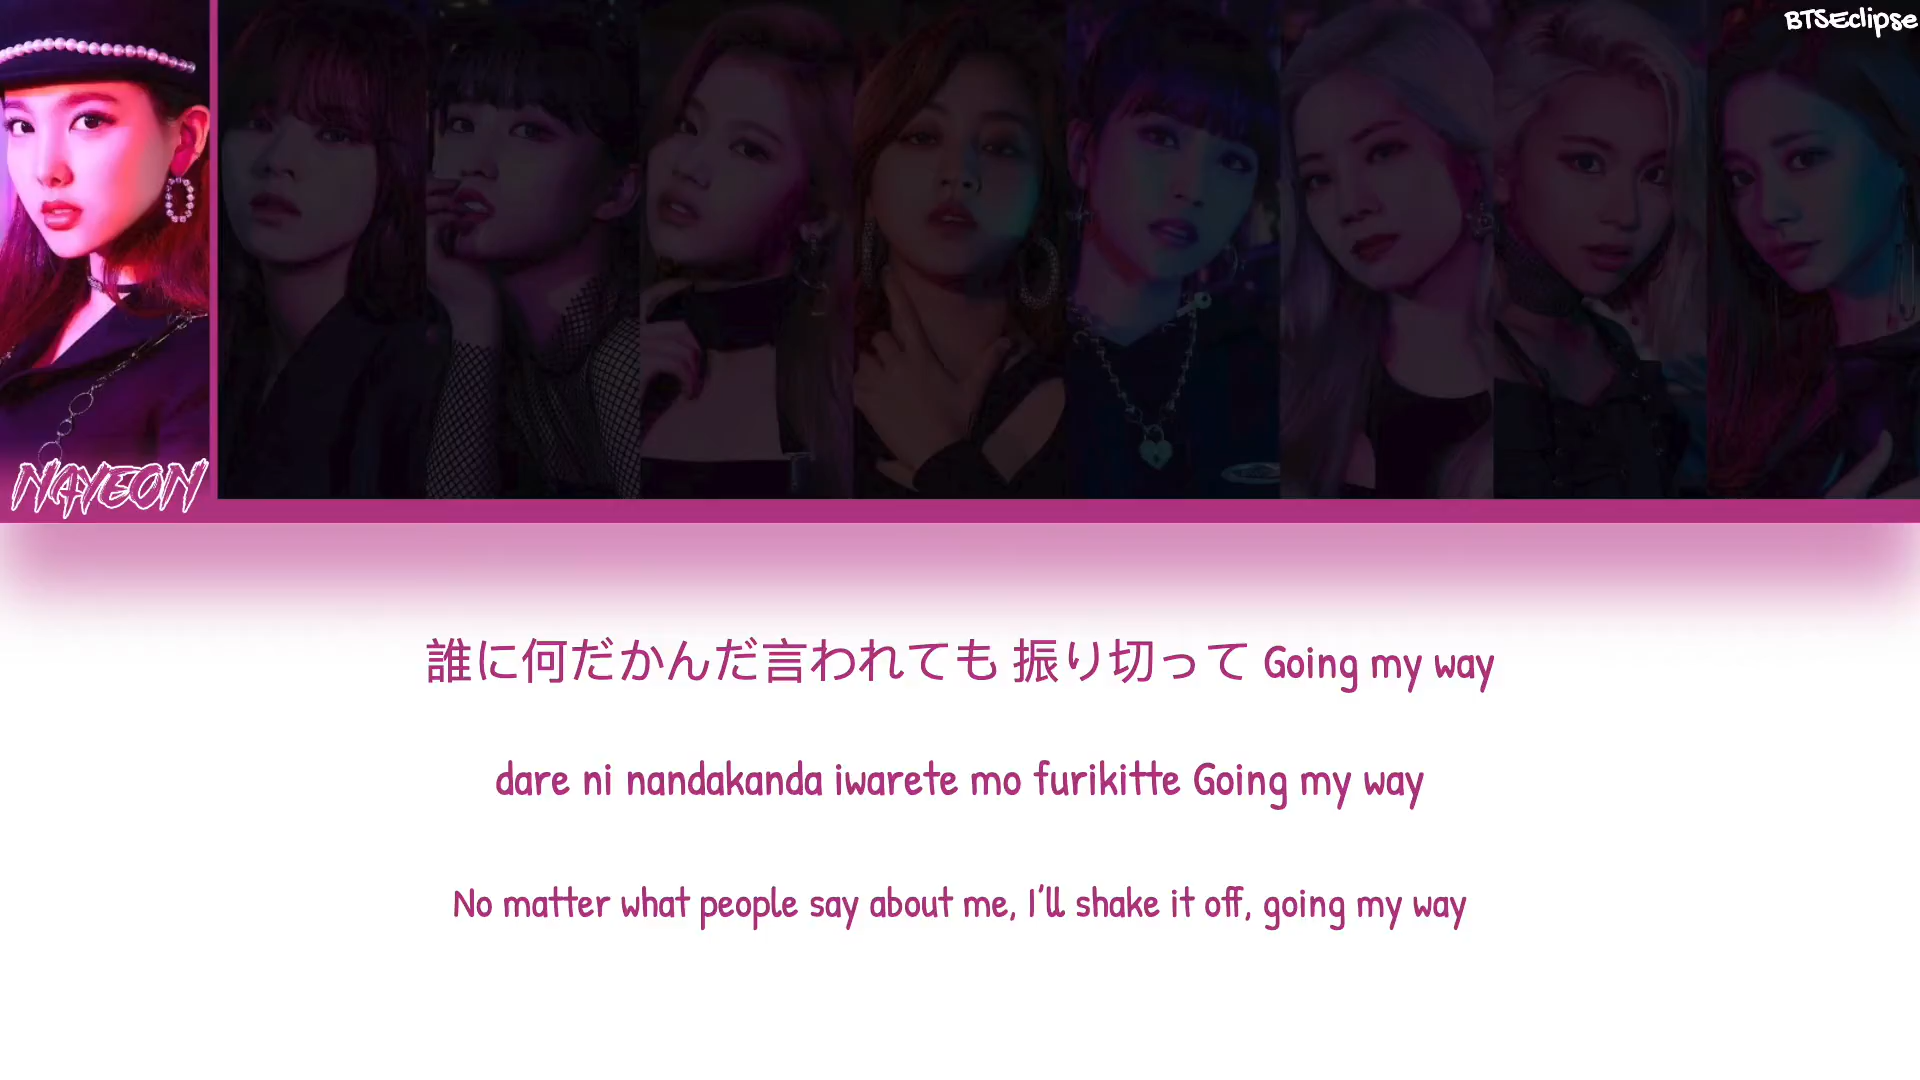 BTSEclipse
NAYEON
誰に何だかんだ言われても 振り切って Going my way
dare ni nandakanda iwarete mo furikitte Going my way
No matter what people say about me, I'll shake it off, going my way